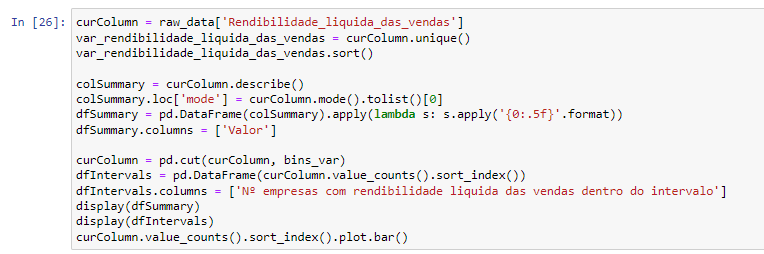 In [26]: curColumn = raw_data['Rendibilidade_liquida_das_vendas']
var_rendibilidade_liquida_das_vendas = curColumn.unique()
var_rendibilidade_liquida_das_vendas.sort()
colSummary = curColumn.describe()
colSummary.loc['mode'] = curColumn.mode().tolist()[0]
dfSummary = pd.DataFrame(colSummary).apply(lambda s: s.apply('{0:.5f}'.format))
dfSummary.columns = ['Valor']
curColumn = pd.cut(curColumn, bins_var)
dfIntervals = pd.DataFrame(curColumn.value_counts().sort_index())
dfIntervals.columns = ['Nº empresas com rendibilidade liquida das vendas dentro do intervalo']
display(dfSummary)
display(dfIntervals)
curColumn.value_counts().sort_index().plot.bar()